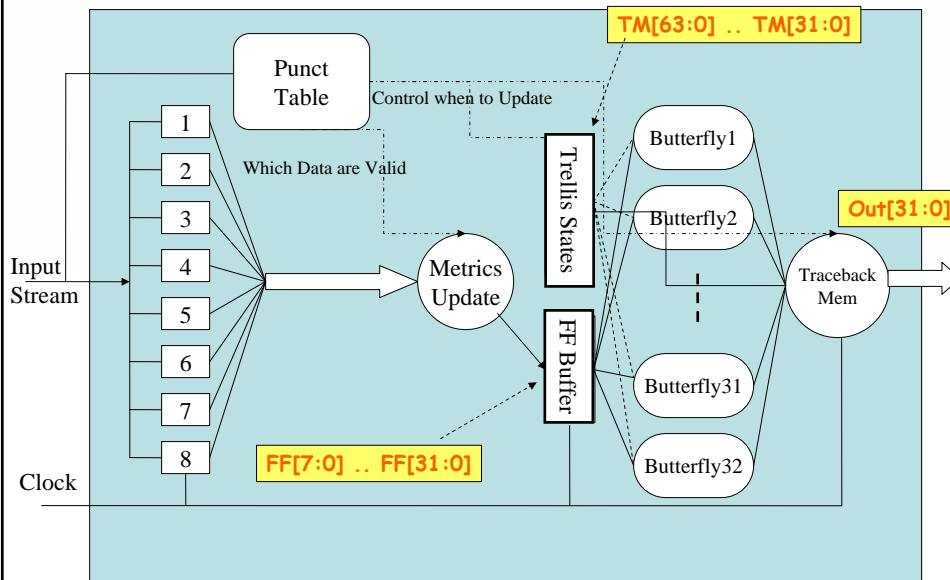 TM[63:0] .. TM[31:0]
Punct
Table
Control when to Update
1
2
3
4
5
6
7
8
Which Data are Valid
Input
Stream
Clock
Metrics
Update
Trellis States
FF Buffer
FF[7:0] .. FF[31:0]
Butterfly1
Butterfly2
Butterfly31
Butterfly32
Out[31:0]
Traceback
Mem